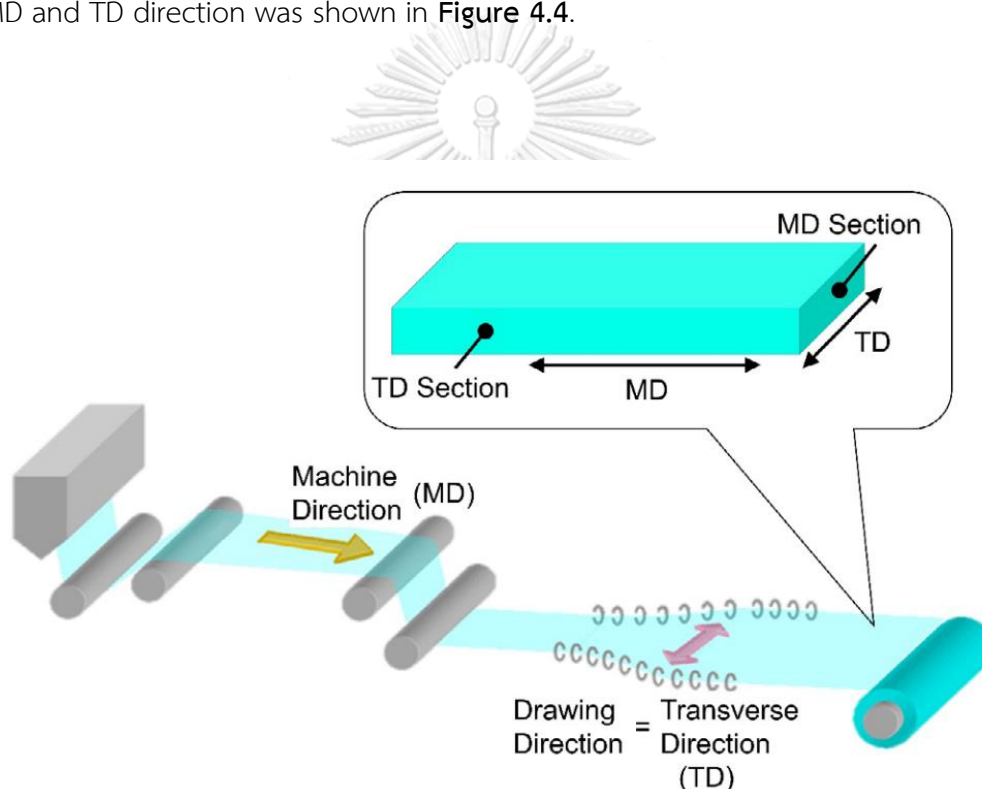 MD and TD direction was shown in Figure 4.4.
MD Section
TD
TD Section
MD
Machine
Direction (MD)
C C C C C C C C C C C
C C C C C C C C C C C
Drawing = Transverse
Direction Direction
(TD)